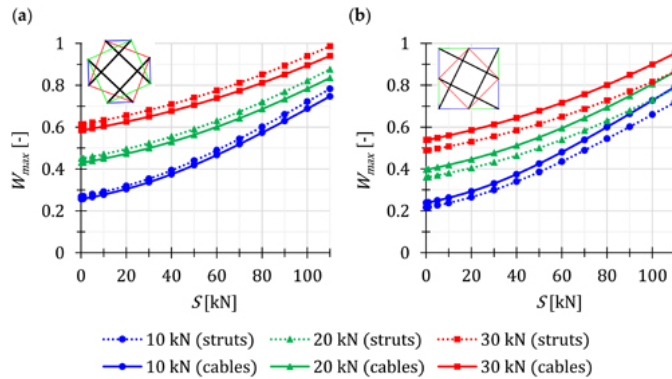 (a)
(b)
1
0.8
0.6
0.4
0.2
0
W_max [-]
0 20 40 60 80 100
S [kN]
1
0.8
0.6
0.4
0.2
0
W_max [-]
0 20 40 60 80 100
S [kN]
10 kN (struts) 20 kN (struts) 30 kN (struts)
10 kN (cables) 20 kN (cables) 30 kN (cables)